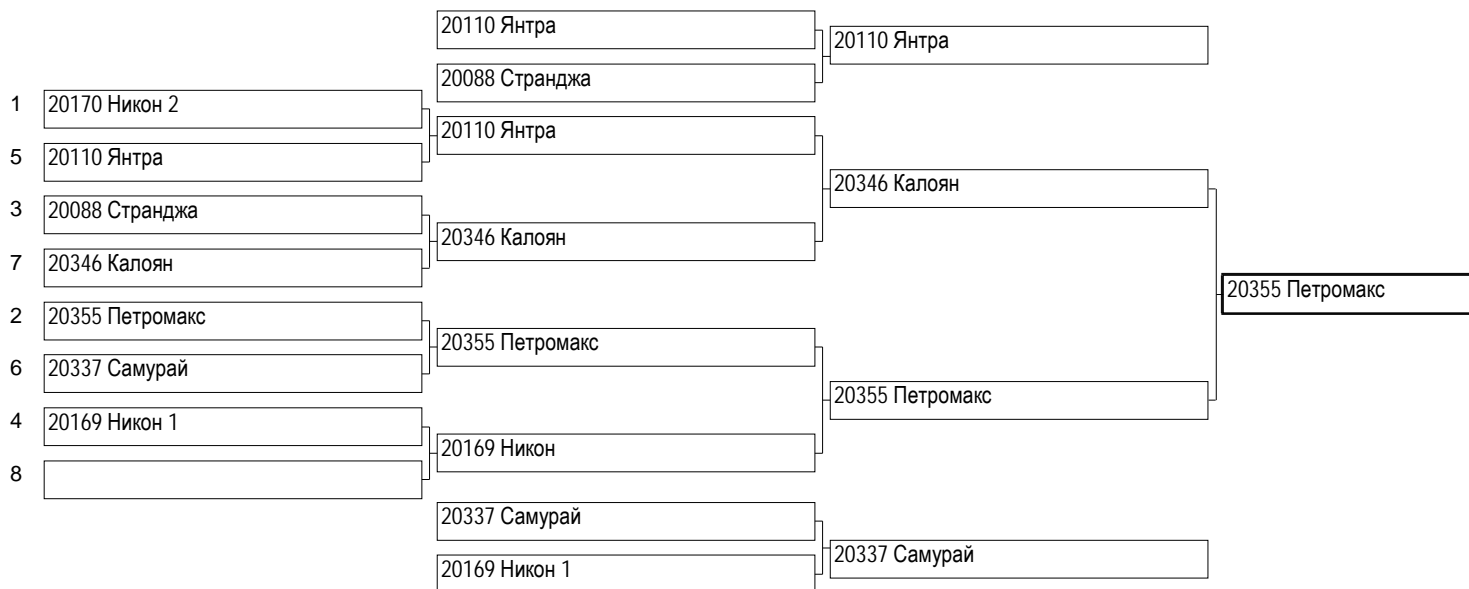 20110 Янтра
20110 Янтра
20088 Странджа
1 20170 Никон 2
20110 Янтра
5 20110 Янтра
20346 Калоян
3 20088 Странджа
20346 Калоян
7 20346 Калоян
20355 Петромакс
2 20355 Петромакс
20355 Петромакс
6 20337 Самурай
20355 Петромакс
4 20169 Никон 1
20169 Никон
8
20337 Самурай
20337 Самурай
20169 Никон 1